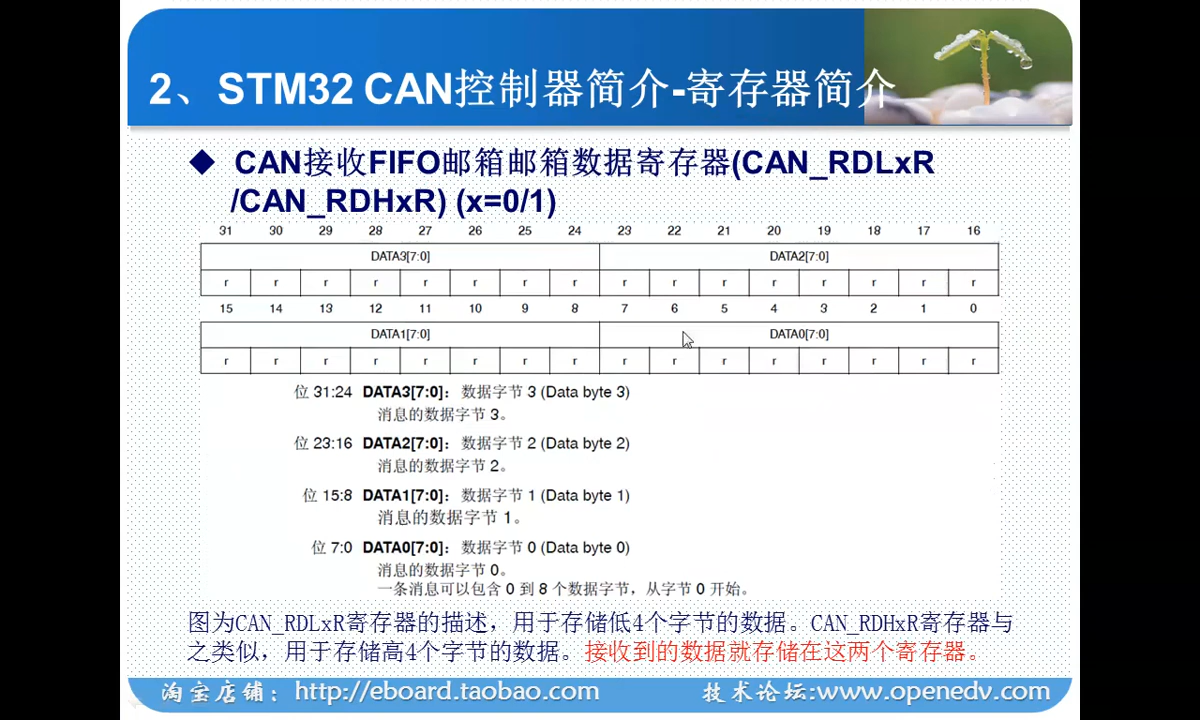 2、STM32 CAN控制器简介-寄存器简介
◆ CAN接收FIFO邮箱邮箱数据寄存器(CAN_RDLxR
/CAN_RDHxR) (x=0/1)
31 30 29 28 27 26 25 24 23 22 21 20 19 18 17 16
DATA3[7:0] DATA2[7:0]
r r r r r r r r r r r r r r r r
15 14 13 12 11 10 9 8 7 6 5 4 3 2 1 0
DATA1[7:0] DATA0[7:0]
r r r r r r r r r r r r r r r r
位 31:24 DATA3[7:0]：数据字节 3 (Data byte 3)
消息的数据字节 3。
位 23:16 DATA2[7:0]：数据字节 2 (Data byte 2)
消息的数据字节 2。
位 15:8 DATA1[7:0]：数据字节 1 (Data byte 1)
消息的数据字节 1。
位 7:0 DATA0[7:0]：数据字节 0 (Data byte 0)
消息的数据字节 0。
一条消息可以包含 0 到 8 个数据字节，从字节 0 开始。
图为CAN_RDLxR寄存器的描述，用于存储低4个字节的数据。CAN_RDHxR寄存器与
之类似，用于存储高4个字节的数据。接收到的数据就存储在这两个寄存器。
淘宝店铺：http://eboard.taobao.com 技术论坛:www.openedv.com